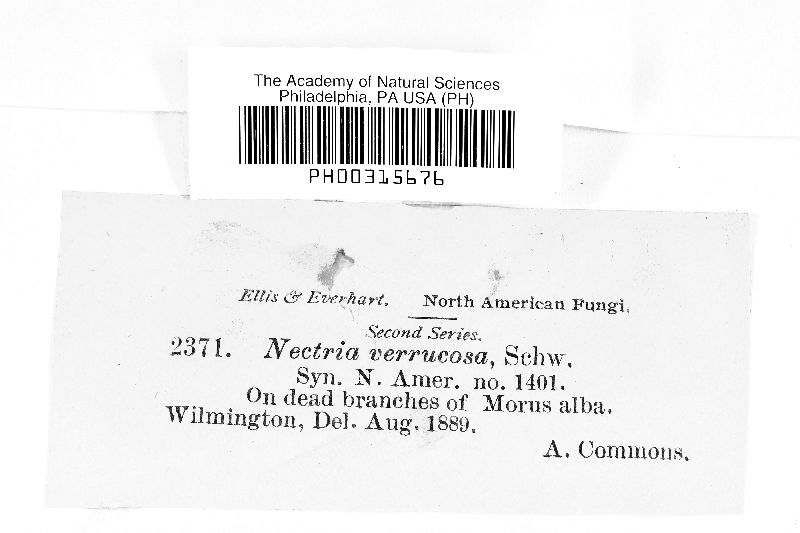 The Academy of Natural Sciences
Philadelphia, PA USA (PH)
PH00315676
Ellis & Everhart. North American Fungi.
Second Series.
2371. Nectria verrucosa, Schw.
Syn. N. Amer. no. 1401.
On dead branches of Morus alba.
Wilmington, Del. Aug. 1889.
A. Commons.